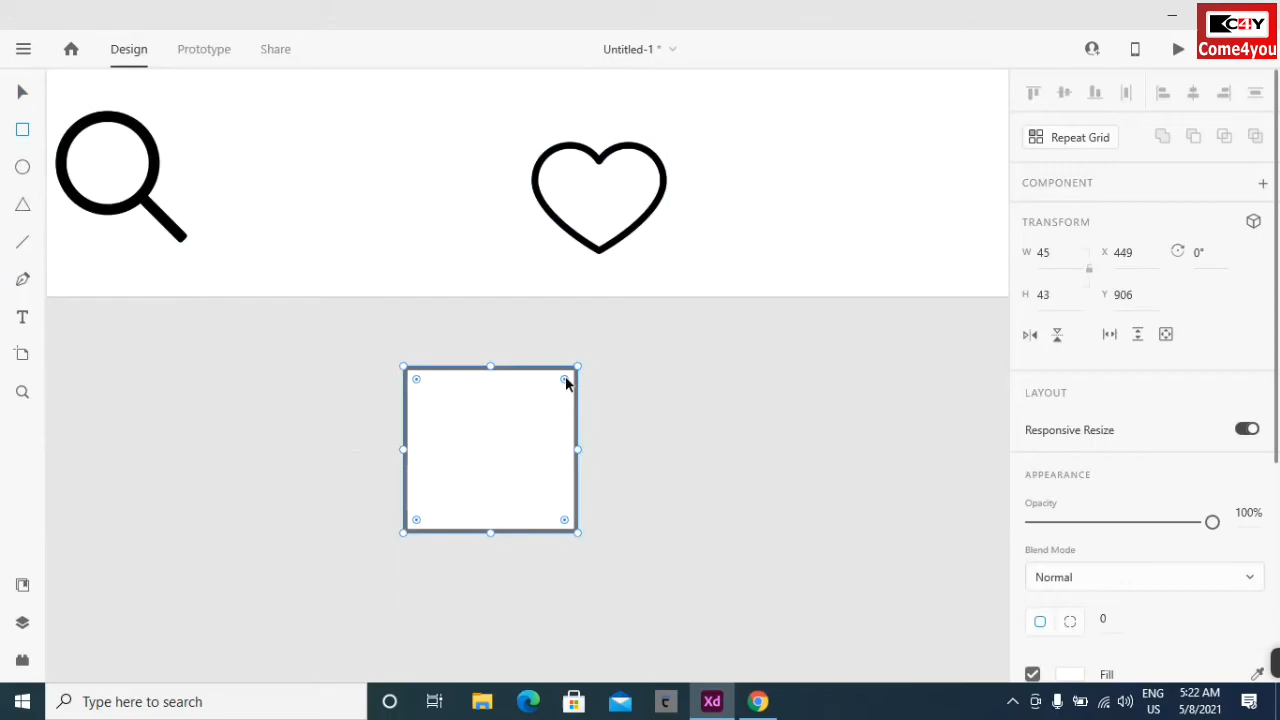 C4Y
Come4you
Design
Prototype
Share
Untitled-1 *
Repeat Grid
COMPONENT
TRANSFORM
W 45
X 449
0°
H 43
Y 906
LAYOUT
Responsive Resize
APPEARANCE
Opacity
100%
Blend Mode
Normal
0
Fill
Type here to search
Xd
ENG
US
5:22 AM
5/8/2021